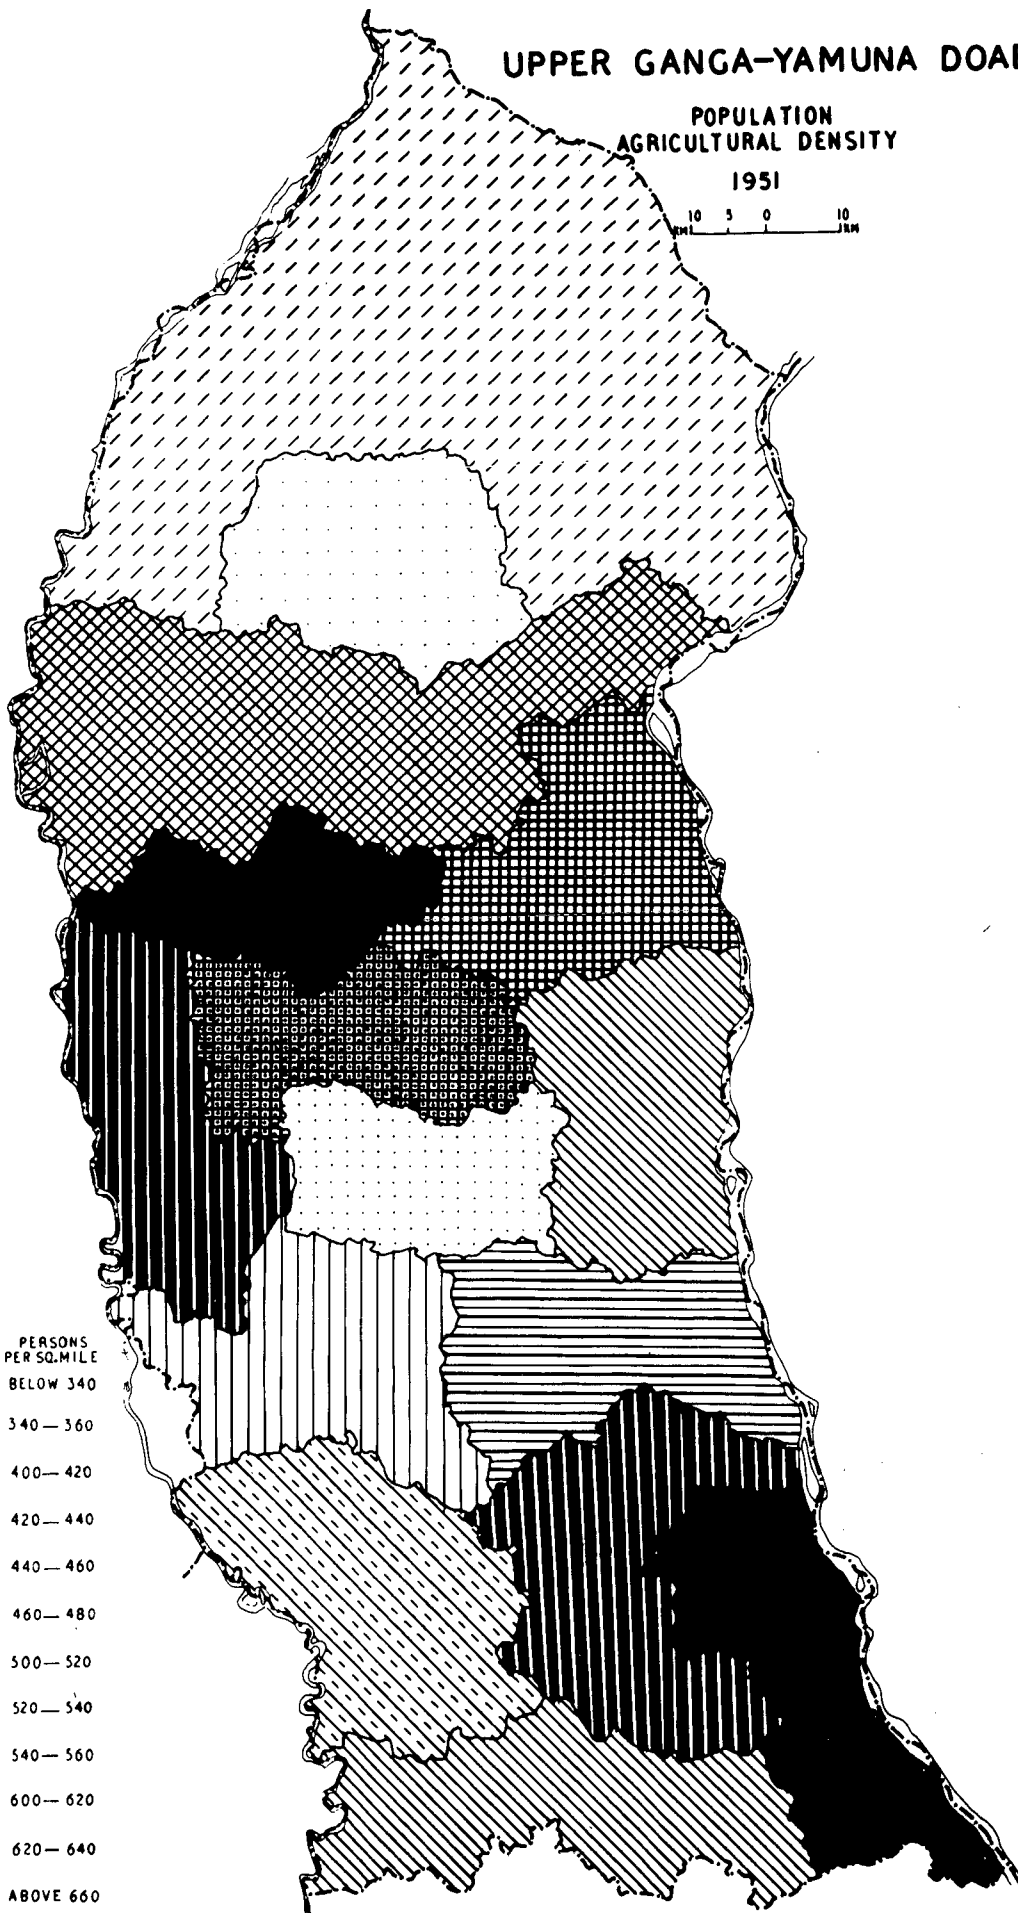 UPPER GANGA-YAMUNA DOAB
POPULATION
AGRICULTURAL DENSITY
1951
10 5 0 10
KM KM
PERSONS
PER SQ.MILE
BELOW 340
340-360
400-420
420-440
440-460
460-480
500-520
520-540
540-560
600-620
620-640
ABOVE 660